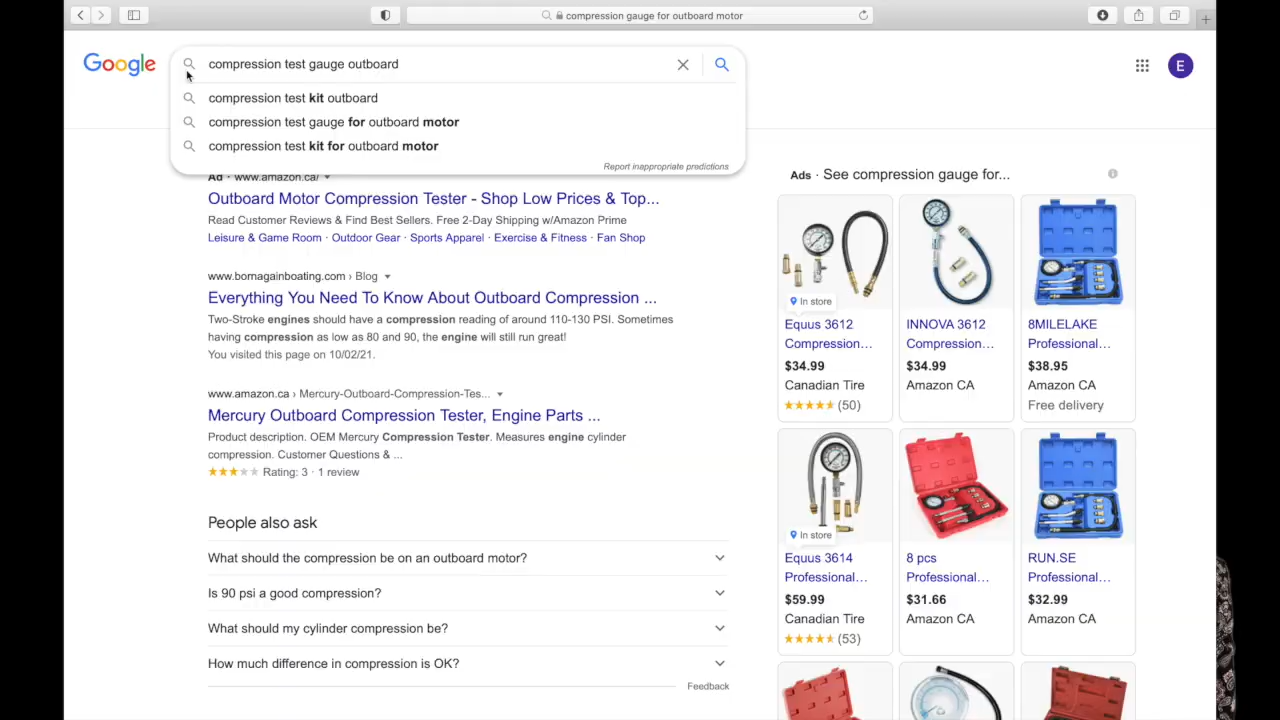 compression gauge for outboard motor
Google
compression test gauge outboard
E
compression test kit outboard
compression test gauge for outboard motor
compression test kit for outboard motor
Report inappropriate predictions
Ad · www.amazon.ca/
Outboard Motor Compression Tester - Shop Low Prices & Top...
Read Customer Reviews & Find Best Sellers. Free 2-Day Shipping w/Amazon Prime
Leisure & Game Room · Outdoor Gear · Sports Apparel · Exercise & Fitness · Fan Shop
www.bornagainboating.com › Blog
Everything You Need To Know About Outboard Compression ...
Two-Stroke engines should have a compression reading of around 110-130 PSI. Sometimes
having compression as low as 80 and 90, the engine will still run great!
You visited this page on 10/02/21.
www.amazon.ca › Mercury-Outboard-Compression-Tes...
Mercury Outboard Compression Tester, Engine Parts ...
Product description. OEM Mercury Compression Tester. Measures engine cylinder
compression. Customer Questions & ...
Rating: 3 · 1 review
People also ask
What should the compression be on an outboard motor?
Is 90 psi a good compression?
What should my cylinder compression be?
How much difference in compression is OK?
Feedback
Ads · See compression gauge for...
In store
Equus 3612
Compression...
$34.99
Canadian Tire
(50)
INNOVA 3612
Compression...
$34.99
Amazon CA
8MILELAKE
Professional...
$38.95
Amazon CA
Free delivery
In store
Equus 3614
Professional...
$59.99
Canadian Tire
(53)
8 pcs
Professional...
$31.66
Amazon CA
RUN.SE
Professional...
$32.99
Amazon CA